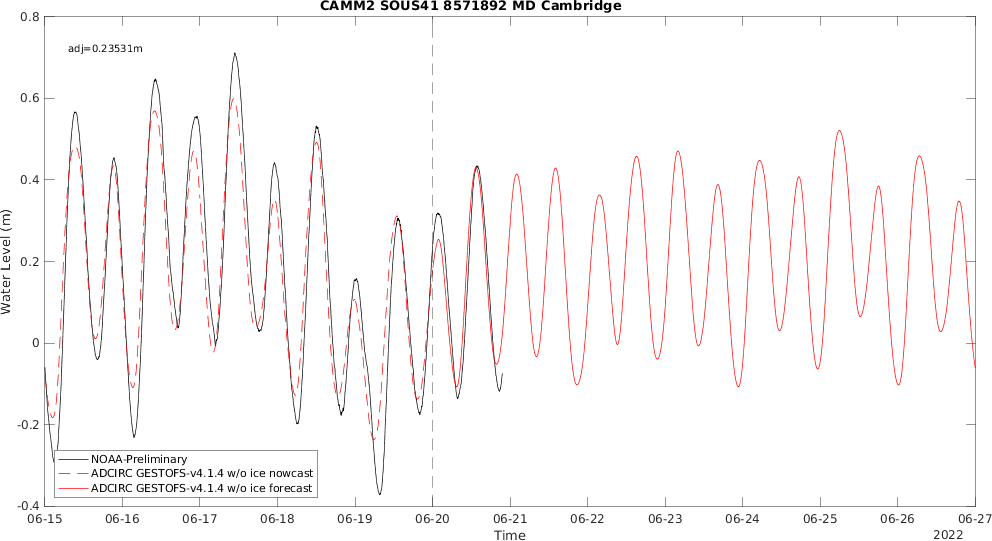 CAMM2 SOUS41 8571892 MD Cambridge
adj=0.23531m
Water Level (m)
0.8
0.6
0.4
0.2
0
-0.2
-0.4
NOAA-Preliminary
ADCIRC GESTOFS-v4.1.4 w/o ice nowcast
ADCIRC GESTOFS-v4.1.4 w/o ice forecast
06-15 06-16 06-17 06-18 06-19 06-20 06-21 06-22 06-23 06-24 06-25 06-26 06-27
Time
2022